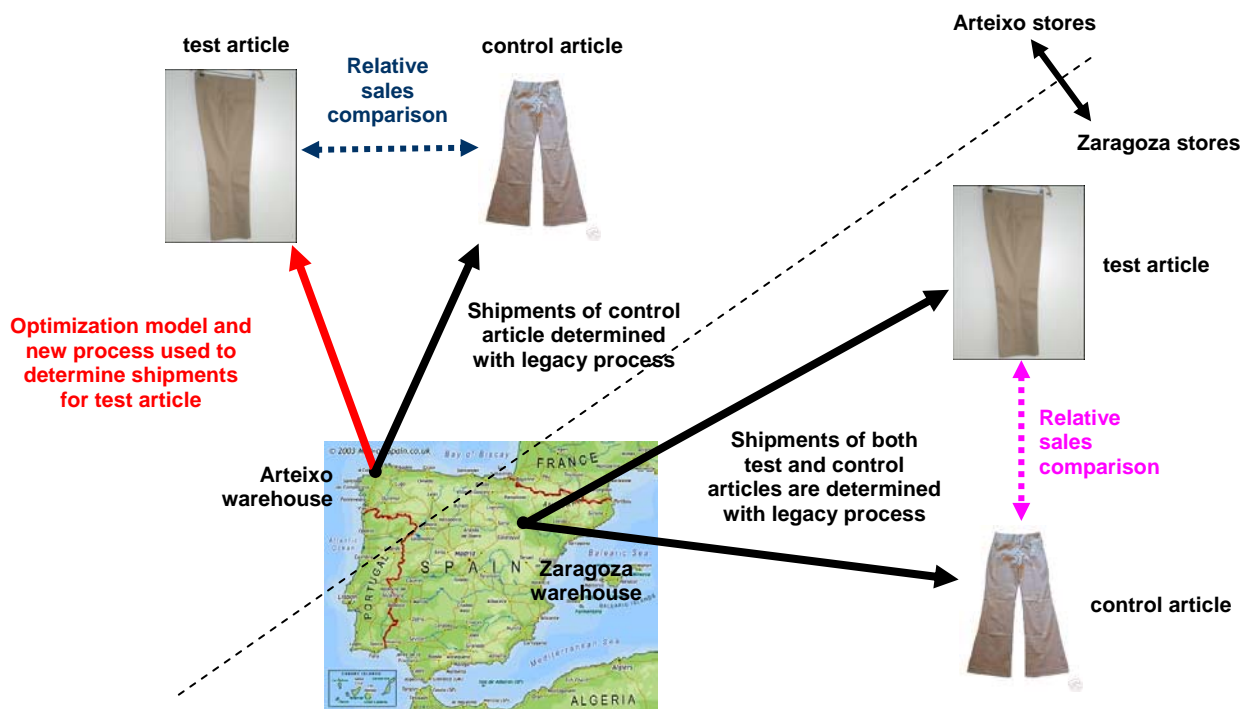 test article
control article
Relative
sales
comparison
Arteixo stores
Zaragoza stores
test article
Optimization model and
new process used to
determine shipments
for test article
Shipments of control
article determined
with legacy process
Relative
sales
comparison
Shipments of both
test and control
articles are determined
with legacy process
Arteixo
warehouse
© 2003
Bay of Biscay
FRANCE
Atlantic
Ocean
PORTUGAL
SPAIN
Madrid
Zaragoza
warehouse
Balearic Sea
Mediterranean Sea
ALGERIA
control article